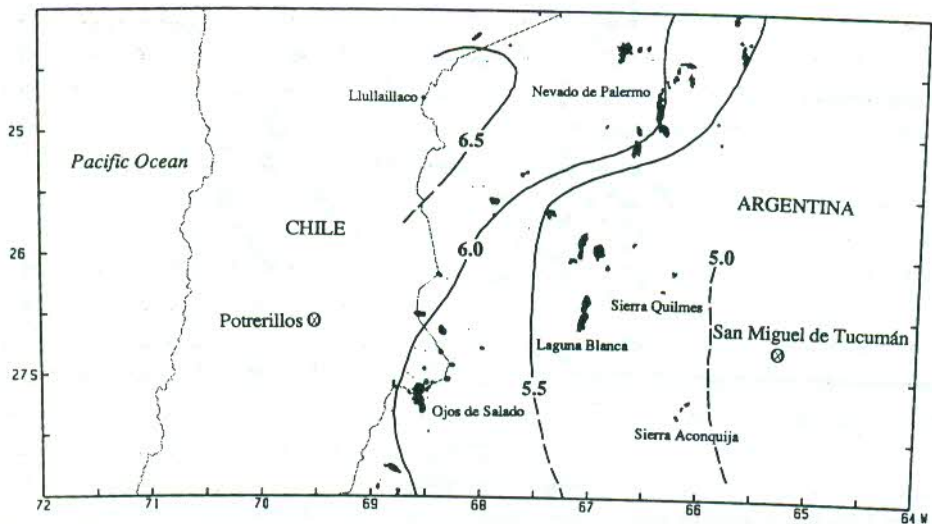 Llullaillaco
Nevado de Palermo
25
6.5
Pacific Ocean
ARGENTINA
CHILE
26
6.0
5.0
Sierra Quilmes
Potrerillos
San Miguel de Tucumán
Laguna Blanca
27S
5.5
Ojos de Salado
Sierra Aconquija
72 71 70 69 68 67 66 65 64 W